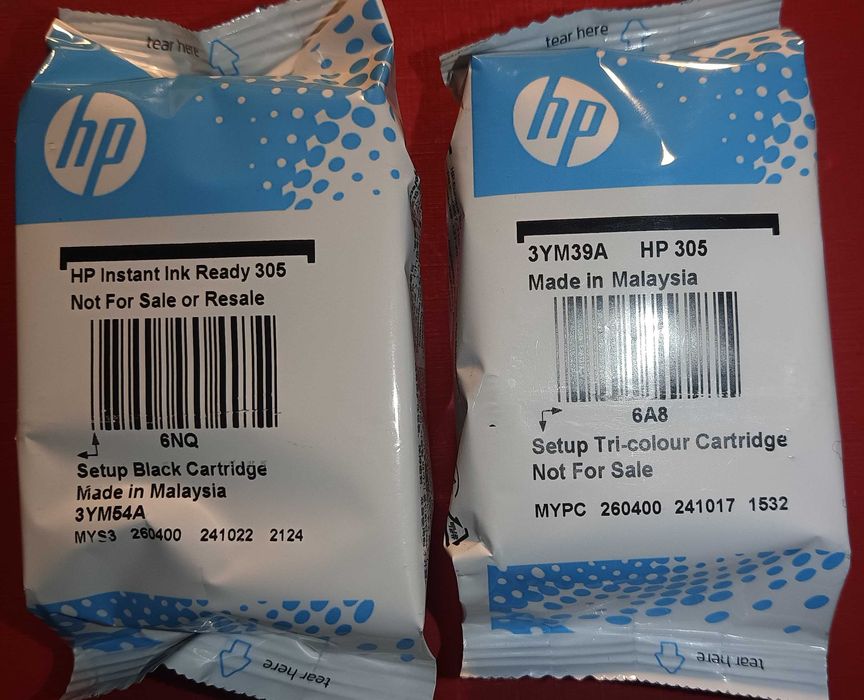 tear here
hp
HP Instant Ink Ready 305
Not For Sale or Resale
6NQ
Setup Black Cartridge
Made in Malaysia
3YM54A
MYS3 260400 241022 2124
tear here
tear here
hp
3YM39A HP 305
Made in Malaysia
6A8
Setup Tri-colour Cartridge
Not For Sale
MYPC 260400 241017 1532
tear here